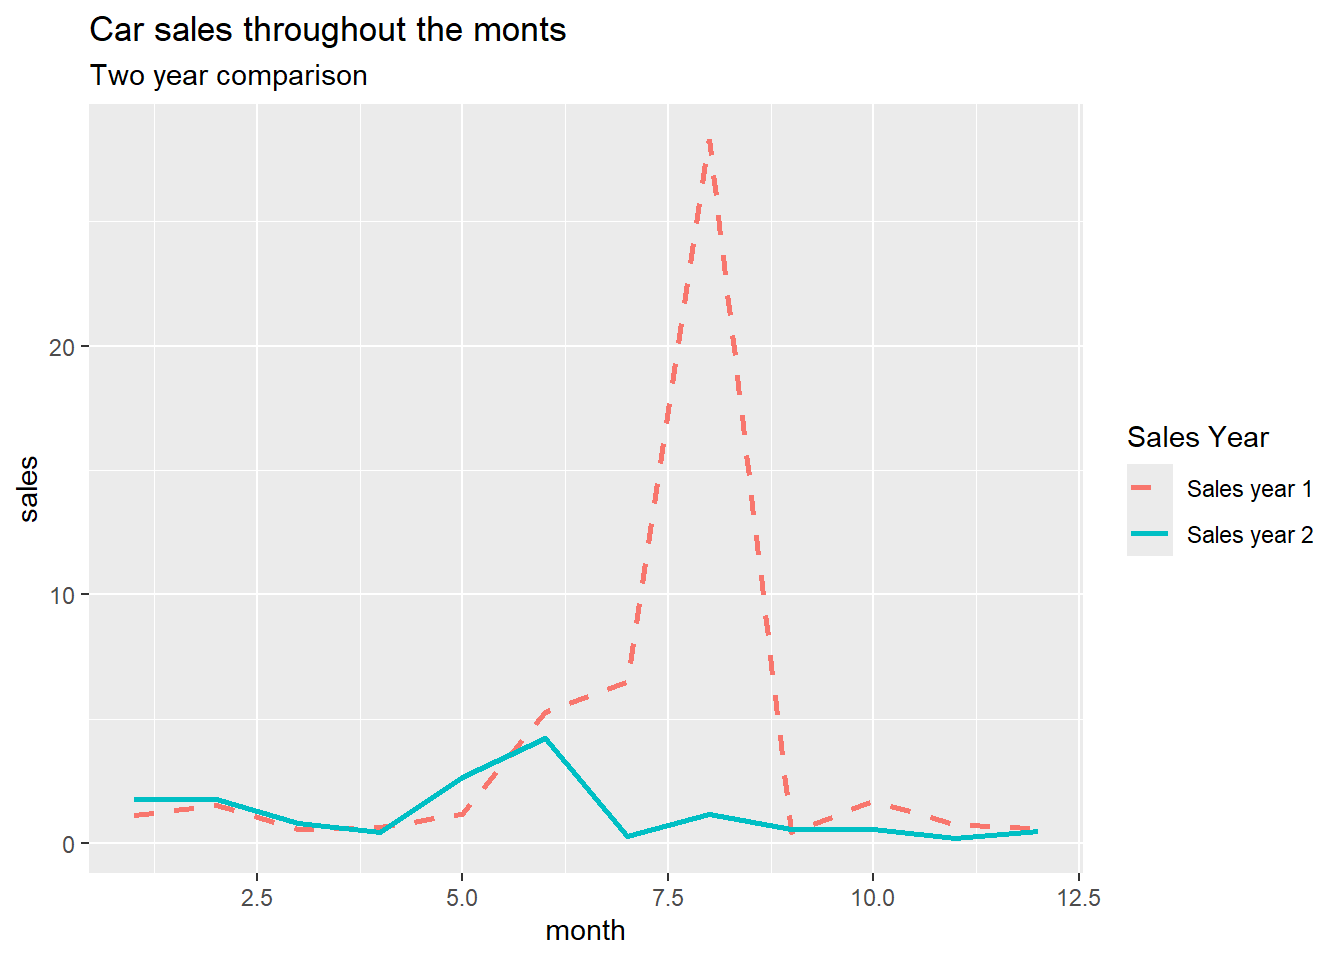 Car sales throughout the monts
Two year comparison
sales
20
10
0
2.5
5.0
7.5
10.0
12.5
month
Sales Year
Sales year 1
Sales year 2